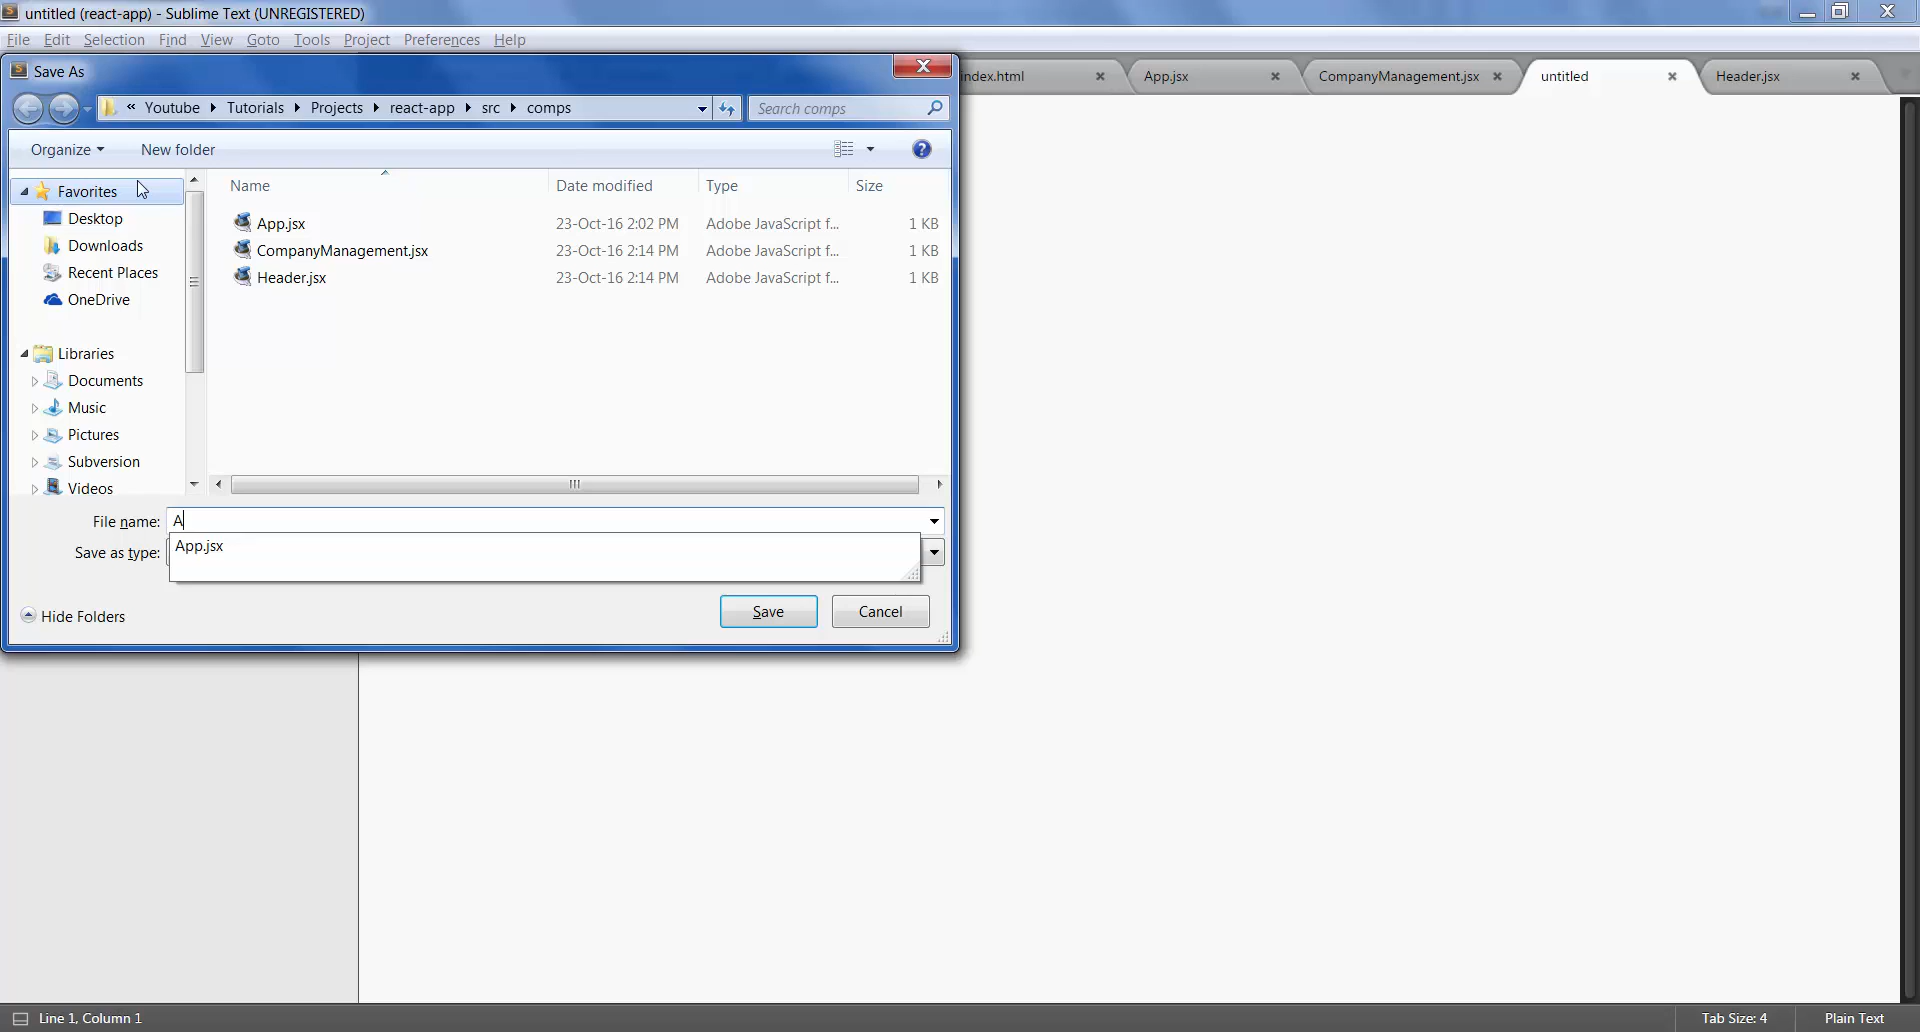 untitled (react-app) - Sublime Text (UNREGISTERED)
File Edit Selection Find View Goto Tools Project Preferences Help
Save As
index.html App.jsx CompanyManagement.jsx untitled Header.jsx
« Youtube Tutorials Projects react-app src comps Search comps
Organize New folder
Name Date modified Type Size
Favorites
Desktop
Downloads
Recent Places
OneDrive
Libraries
Documents
Music
Pictures
Subversion
Videos
App.jsx 23-Oct-16 2:02 PM Adobe JavaScript f... 1 KB
CompanyManagement.jsx 23-Oct-16 2:14 PM Adobe JavaScript f... 1 KB
Header.jsx 23-Oct-16 2:14 PM Adobe JavaScript f... 1 KB
File name: A
App.jsx
Save as type:
Hide Folders Save Cancel
Line 1, Column 1 Tab Size: 4 Plain Text